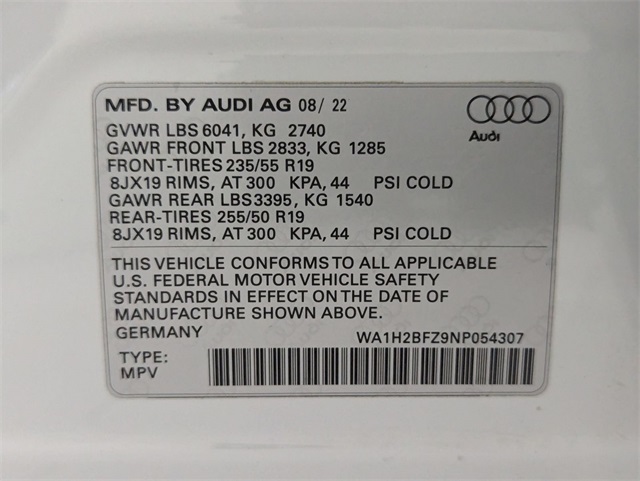 MFD. BY AUDI AG 08/ 22
Audi
GVWR LBS 6041, KG 2740
GAWR FRONT LBS 2833, KG 1285
FRONT-TIRES 235/55 R19
8JX19 RIMS, AT 300 KPA, 44 PSI COLD
GAWR REAR LBS3395, KG 1540
REAR-TIRES 255/50 R19
8JX19 RIMS, AT 300 KPA, 44 PSI COLD
THIS VEHICLE CONFORMS TO ALL APPLICABLE
U.S. FEDERAL MOTOR VEHICLE SAFETY
STANDARDS IN EFFECT ON THE DATE OF
MANUFACTURE SHOWN ABOVE.
GERMANY WA1H2BFZ9NP054307
TYPE:
MPV